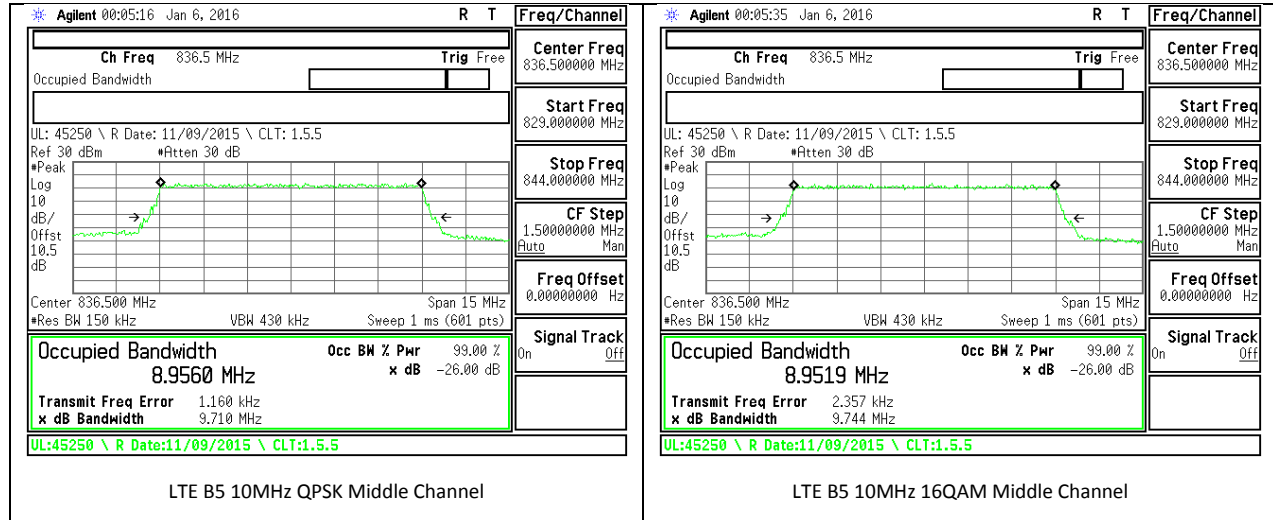 Agilent 00:05:16 Jan 6, 2016 R T
Freq/Channel
Ch Freq 836.5 MHz Trig Free
Occupied Bandwidth
Center Freq
836.500000 MHz
Start Freq
829.000000 MHz
UL: 45250 \ R Date: 11/09/2015 \ CLT: 1.5.5
Ref 30 dBm #Atten 30 dB
#Peak
Log
10
dB/
Offst
10.5
dB
Stop Freq
844.000000 MHz
CF Step
1.50000000 MHz
Auto Man
Freq Offset
0.00000000 Hz
Center 836.500 MHz Span 15 MHz
#Res BW 150 kHz VBW 430 kHz Sweep 1 ms (601 pts)
Signal Track
On Off
Occupied Bandwidth Occ BW % Pwr 99.00 %
8.9560 MHz x dB -26.00 dB
Transmit Freq Error 1.160 kHz
x dB Bandwidth 9.710 MHz
UL:45250 \ R Date:11/09/2015 \ CLT:1.5.5
LTE B5 10MHz QPSK Middle Channel
Agilent 00:05:35 Jan 6, 2016 R T
Freq/Channel
Ch Freq 836.5 MHz Trig Free
Occupied Bandwidth
Center Freq
836.500000 MHz
Start Freq
829.000000 MHz
UL: 45250 \ R Date: 11/09/2015 \ CLT: 1.5.5
Ref 30 dBm #Atten 30 dB
#Peak
Log
10
dB/
Offst
10.5
dB
Stop Freq
844.000000 MHz
CF Step
1.50000000 MHz
Auto Man
Freq Offset
0.00000000 Hz
Center 836.500 MHz Span 15 MHz
#Res BW 150 kHz VBW 430 kHz Sweep 1 ms (601 pts)
Signal Track
On Off
Occupied Bandwidth Occ BW % Pwr 99.00 %
8.9519 MHz x dB -26.00 dB
Transmit Freq Error 2.357 kHz
x dB Bandwidth 9.744 MHz
UL:45250 \ R Date:11/09/2015 \ CLT:1.5.5
LTE B5 10MHz 16QAM Middle Channel